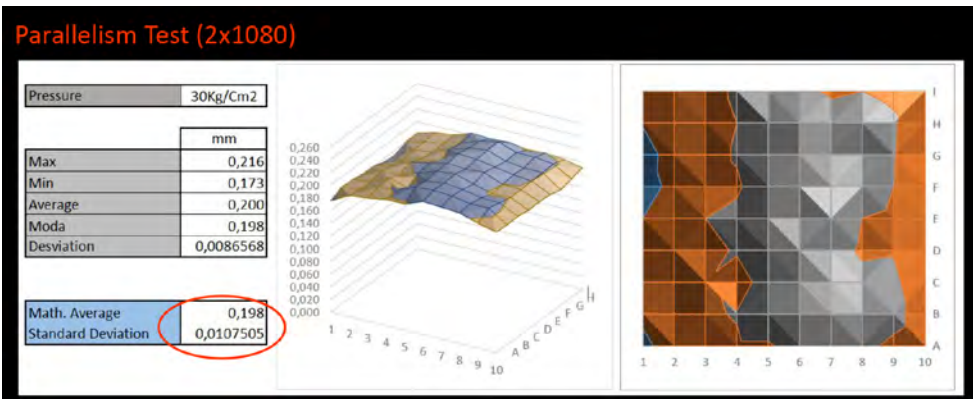 Parallelism Test (2x1080)
Pressure 30Kg/Cm2
mm
Max 0,216
Min 0,173
Average 0,200
Moda 0,198
Desviation 0,0086568
Math. Average 0,198
Standard Deviation 0,0107505
0,260
0,240
0,220
0,200
0,180
0,160
0,140
0,120
0,100
0,080
0,060
0,040
0,020
0,000
1 2 3 4 5 6 7 8 9 10
A B C D E F G H I
I
H
G
F
E
D
C
B
A
1 2 3 4 5 6 7 8 9 10